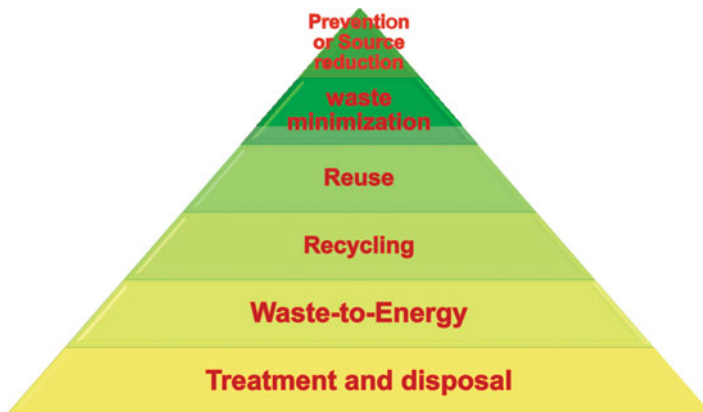 Prevention
or Source
reduction
waste
minimization
Reuse
Recycling
Waste-to-Energy
Treatment and disposal